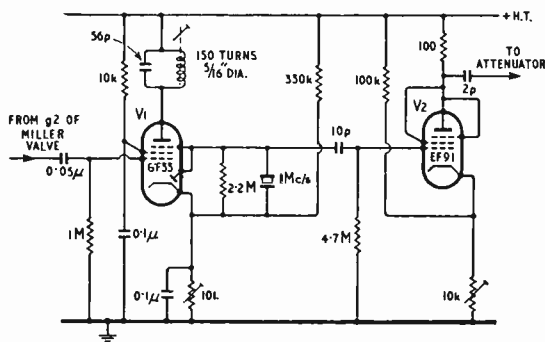 + H.T.
56p
150 TURNS
5/16" DIA.
10k
330k
100k
100
TO
ATTENUATOR
2p
V1
V2
FROM g2 OF
MILLER
VALVE
0·05μ
6F33
10p
EF91
2·2M
1Mc/s
1M
0·1μ
4·7M
0·1μ
10k